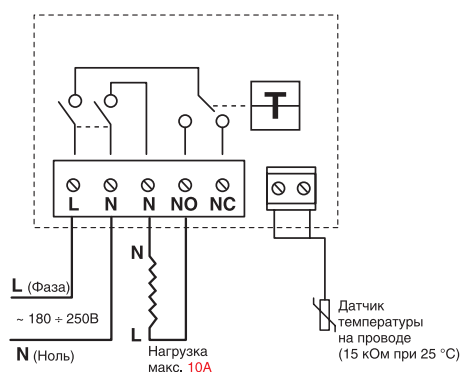 T
L N N NO NC
N
L (Фаза)
~ 180 ÷ 250В
N (Ноль)
L
Нагрузка
макс. 10А
Датчик
температуры
на проводе
(15 кОм при 25 °C)